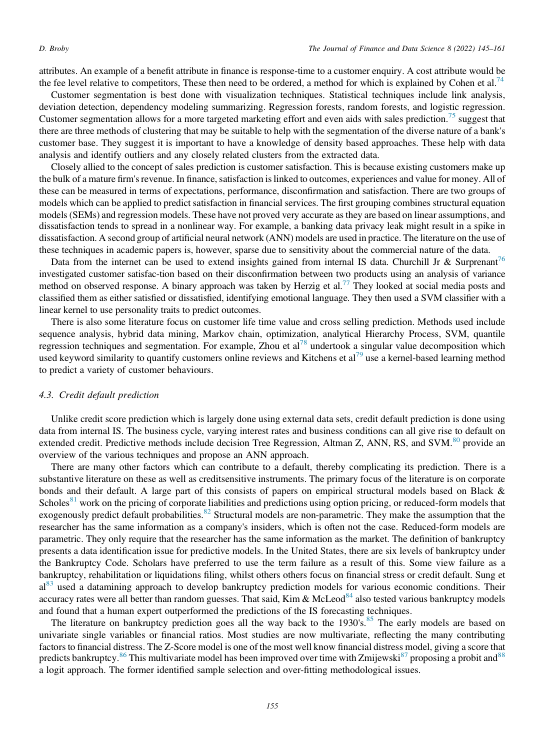 D. Broby
The Journal of Finance and Data Science 8 (2022) 145–161
attributes. An example of a benefit attribute in finance is response-time to a customer enquiry. A cost attribute would be
the fee level relative to competitors, These then need to be ordered, a method for which is explained by Cohen et al.74
Customer segmentation is best done with visualization techniques. Statistical techniques include link analysis,
deviation detection, dependency modeling summarizing. Regression forests, random forests, and logistic regression.
Customer segmentation allows for a more targeted marketing effort and even aids with sales prediction.75 suggest that
there are three methods of clustering that may be suitable to help with the segmentation of the diverse nature of a bank's
customer base. They suggest it is important to have a knowledge of density based approaches. These help with data
analysis and identify outliers and any closely related clusters from the extracted data.
Closely allied to the concept of sales prediction is customer satisfaction. This is because existing customers make up
the bulk of a mature firm's revenue. In finance, satisfaction is linked to outcomes, experiences and value for money. All of
these can be measured in terms of expectations, performance, disconfirmation and satisfaction. There are two groups of
models which can be applied to predict satisfaction in financial services. The first grouping combines structural equation
models (SEMs) and regression models. These have not proved very accurate as they are based on linear assumptions, and
dissatisfaction tends to spread in a nonlinear way. For example, a banking data privacy leak might result in a spike in
dissatisfaction. A second group of artificial neural network (ANN) models are used in practice. The literature on the use of
these techniques in academic papers is, however, sparse due to sensitivity about the commercial nature of the data.
Data from the internet can be used to extend insights gained from internal IS data. Churchill Jr & Surprenant76
investigated customer satisfac-tion based on their disconfirmation between two products using an analysis of variance
method on observed response. A binary approach was taken by Herzig et al.77 They looked at social media posts and
classified them as either satisfied or dissatisfied, identifying emotional language. They then used a SVM classifier with a
linear kernel to use personality traits to predict outcomes.
There is also some literature focus on customer life time value and cross selling prediction. Methods used include
sequence analysis, hybrid data mining, Markov chain, optimization, analytical Hierarchy Process, SVM, quantile
regression techniques and segmentation. For example, Zhou et al78 undertook a singular value decomposition which
used keyword similarity to quantify customers online reviews and Kitchens et al79 use a kernel-based learning method
to predict a variety of customer behaviours.
4.3. Credit default prediction
Unlike credit score prediction which is largely done using external data sets, credit default prediction is done using
data from internal IS. The business cycle, varying interest rates and business conditions can all give rise to default on
extended credit. Predictive methods include decision Tree Regression, Altman Z, ANN, RS, and SVM.80 provide an
overview of the various techniques and propose an ANN approach.
There are many other factors which can contribute to a default, thereby complicating its prediction. There is a
substantive literature on these as well as creditsensitive instruments. The primary focus of the literature is on corporate
bonds and their default. A large part of this consists of papers on empirical structural models based on Black &
Scholes81 work on the pricing of corporate liabilities and predictions using option pricing, or reduced-form models that
exogenously predict default probabilities.82 Structural models are non-parametric. They make the assumption that the
researcher has the same information as a company's insiders, which is often not the case. Reduced-form models are
parametric. They only require that the researcher has the same information as the market. The definition of bankruptcy
presents a data identification issue for predictive models. In the United States, there are six levels of bankruptcy under
the Bankruptcy Code. Scholars have preferred to use the term failure as a result of this. Some view failure as a
bankruptcy, rehabilitation or liquidations filing, whilst others others focus on financial stress or credit default. Sung et
al83 used a datamining approach to develop bankruptcy prediction models for various economic conditions. Their
accuracy rates were all better than random guesses. That said, Kim & McLeod84 also tested various bankruptcy models
and found that a human expert outperformed the predictions of the IS forecasting techniques.
The literature on bankruptcy prediction goes all the way back to the 1930's.85 The early models are based on
univariate single variables or financial ratios. Most studies are now multivariate, reflecting the many contributing
factors to financial distress. The Z-Score model is one of the most well know financial distress model, giving a score that
predicts bankruptcy.86 This multivariate model has been improved over time with Zmijewski87 proposing a probit and88
a logit approach. The former identified sample selection and over-fitting methodological issues.
155